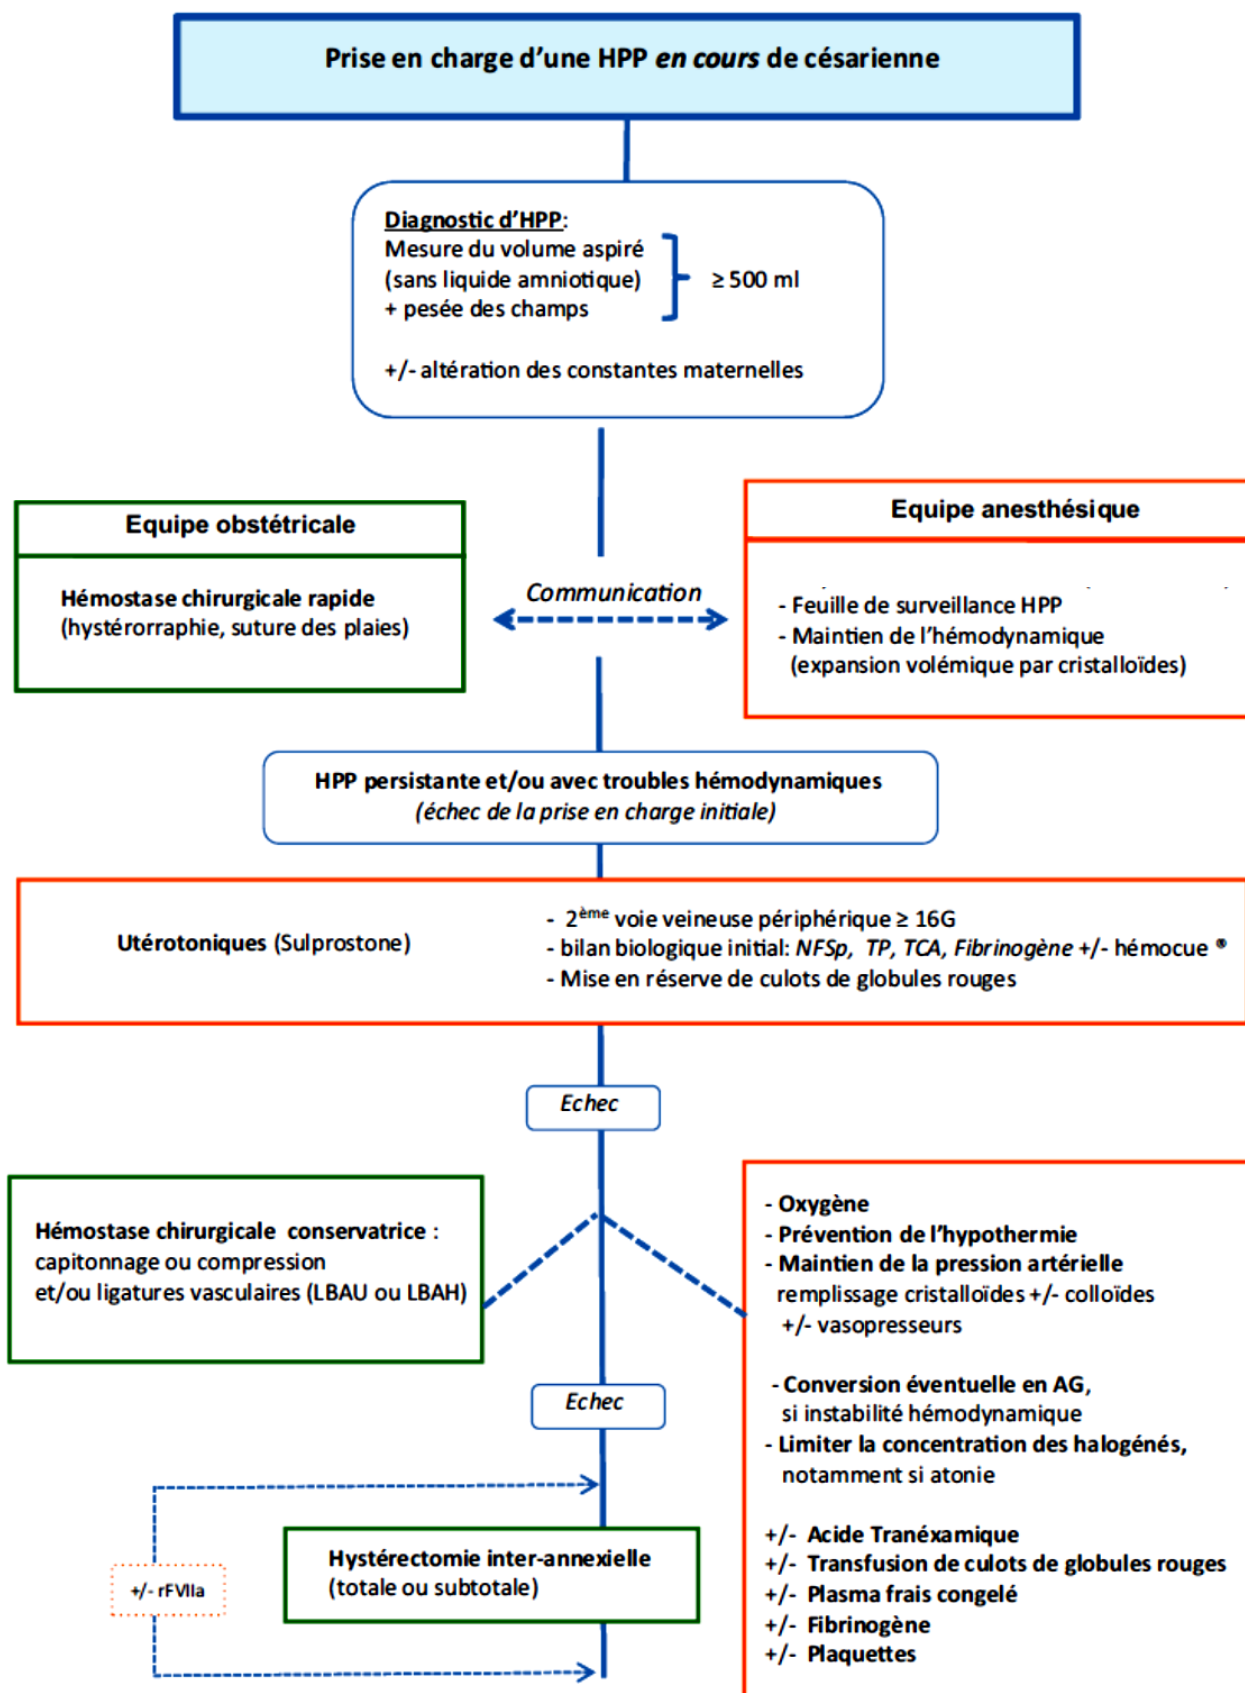 Prise en charge d'une HPP en cours de césarienne
Diagnostic d'HPP:
Mesure du volume aspiré
(sans liquide amniotique)
+ pesée des champs
≥ 500 ml
+/- altération des constantes maternelles
Equipe obstétricale
Hémostase chirurgicale rapide
(hystérorraphie, suture des plaies)
Communication
Equipe anesthésique
- Feuille de surveillance HPP
- Maintien de l'hémodynamique
(expansion volémique par cristalloïdes)
HPP persistante et/ou avec troubles hémodynamiques
(échec de la prise en charge initiale)
Utérotoniques (Sulprostone)
- 2ème voie veineuse périphérique ≥ 16G
- bilan biologique initial: NFSp, TP, TCA, Fibrinogène +/- hémocue ®
- Mise en réserve de culots de globules rouges
Echec
Hémostase chirurgicale conservatrice :
capitonnage ou compression
et/ou ligatures vasculaires (LBAU ou LBAH)
- Oxygène
- Prévention de l'hypothermie
- Maintien de la pression artérielle
remplissage cristalloïdes +/- colloïdes
+/- vasopresseurs
- Conversion éventuelle en AG,
si instabilité hémodynamique
- Limiter la concentration des halogénés,
notamment si atonie
+/- Acide Tranéxamique
+/- Transfusion de culots de globules rouges
+/- Plasma frais congelé
+/- Fibrinogène
+/- Plaquettes
Echec
+/- rFVIIa
Hystérectomie inter-annexielle
(totale ou subtotale)